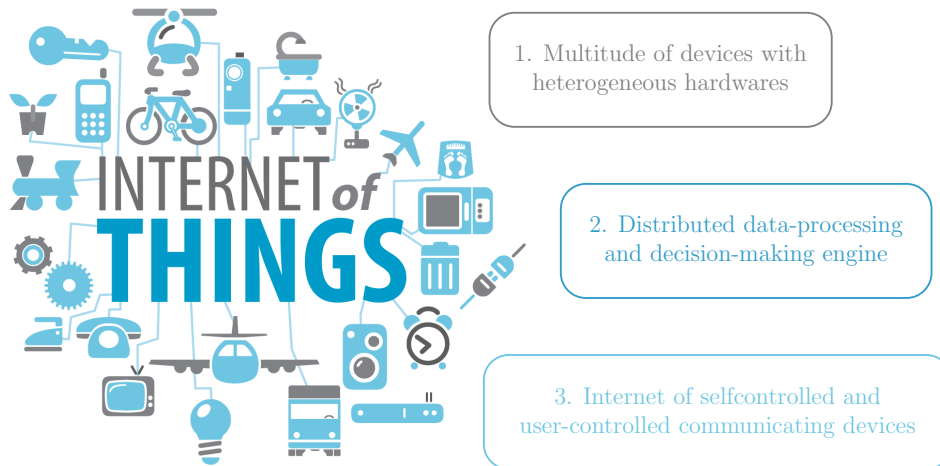 INTERNET of
THINGS
1. Multitude of devices with
heterogeneous hardwares
2. Distributed data-processing
and decision-making engine
3. Internet of selfcontrolled and
user-controlled communicating devices